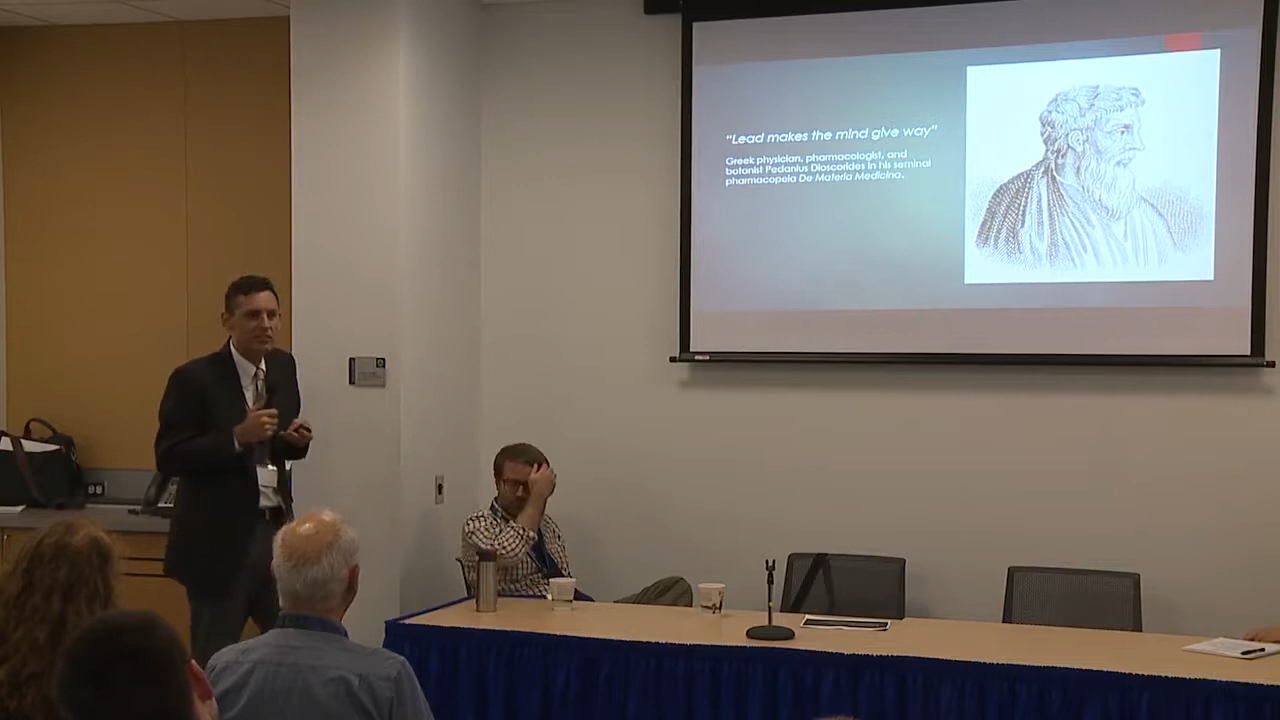 “Lead makes the mind give way”
Greek physician, pharmacologist, and
botanist Pedanius Dioscorides in his seminal
pharmacopeia De Materia Medicina.